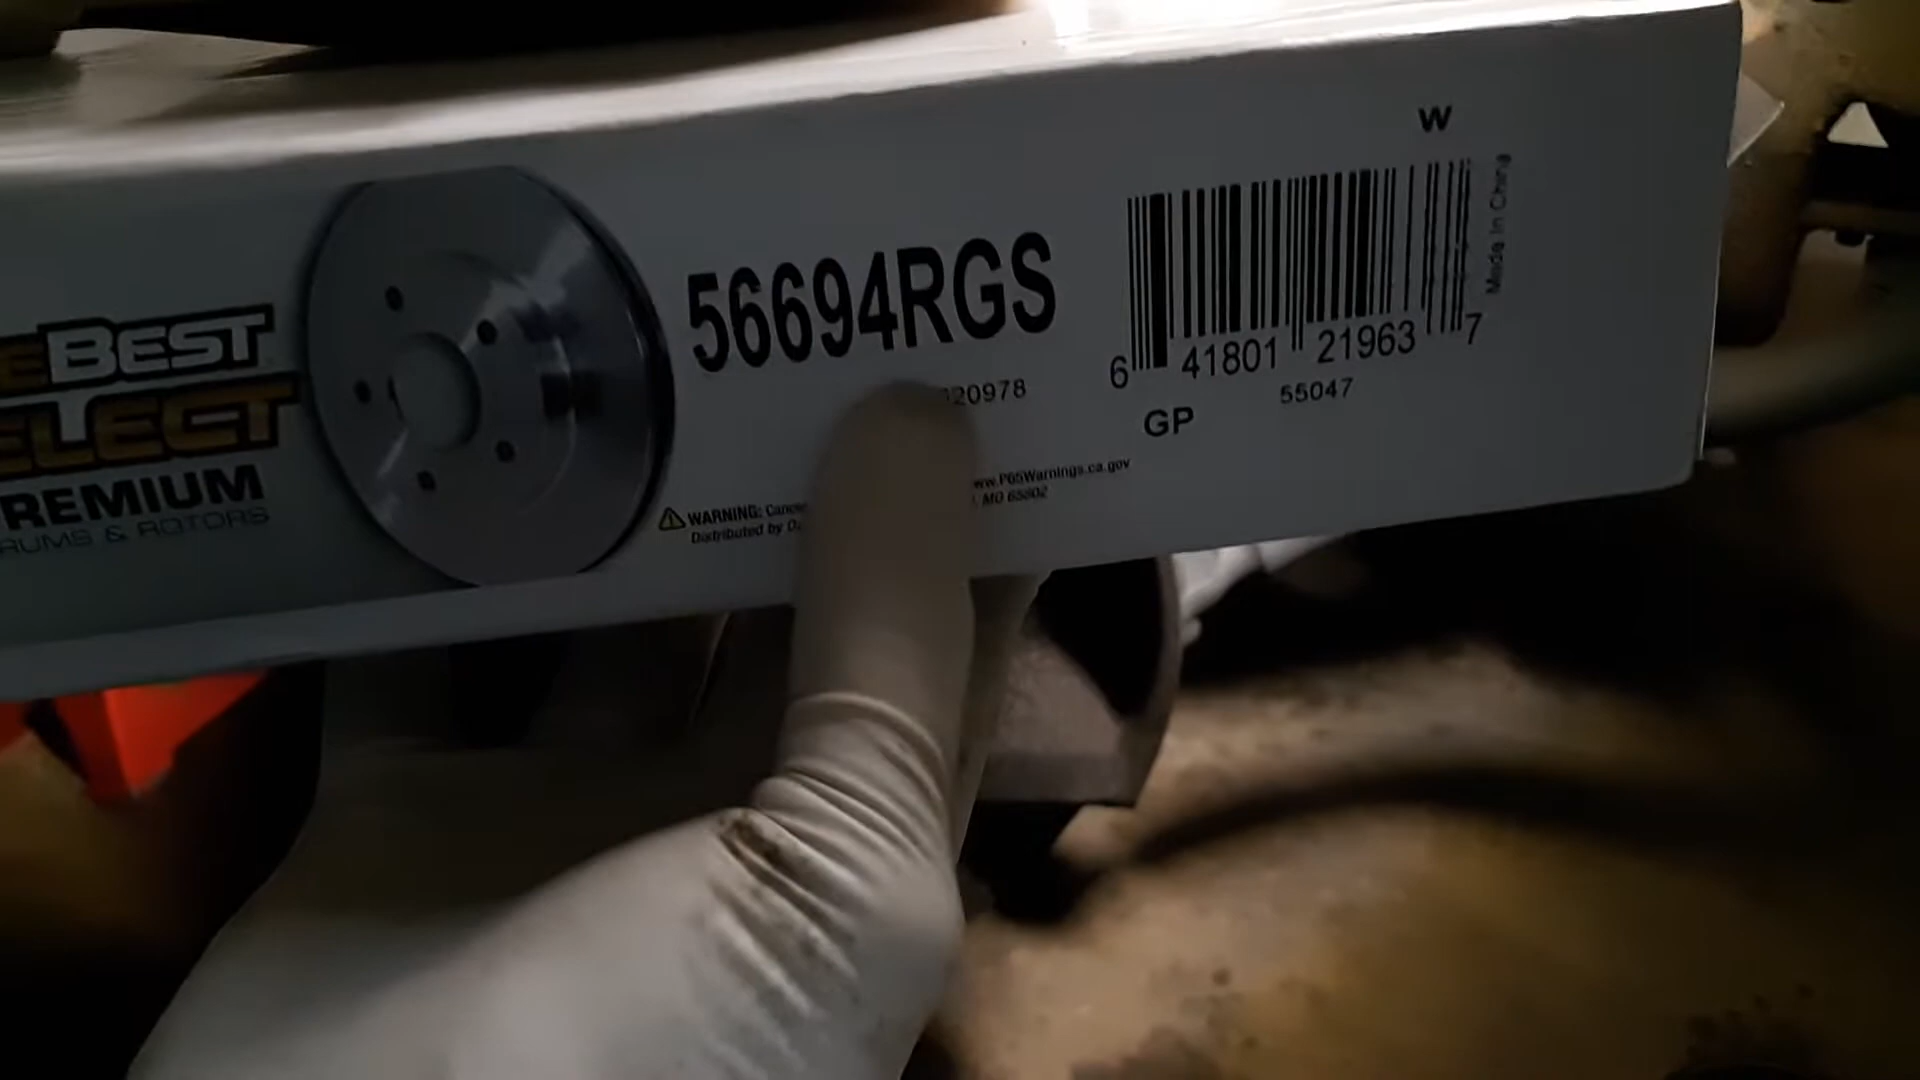 BEST
ELECT
REMIUM
RUMS & ROTORS
56694RGS
20978
WARNING: Cance
Distributed by
ww.P65Warnings.ca.gov
MO 65802
W
Made In China
6 41801 21963 7
55047
GP